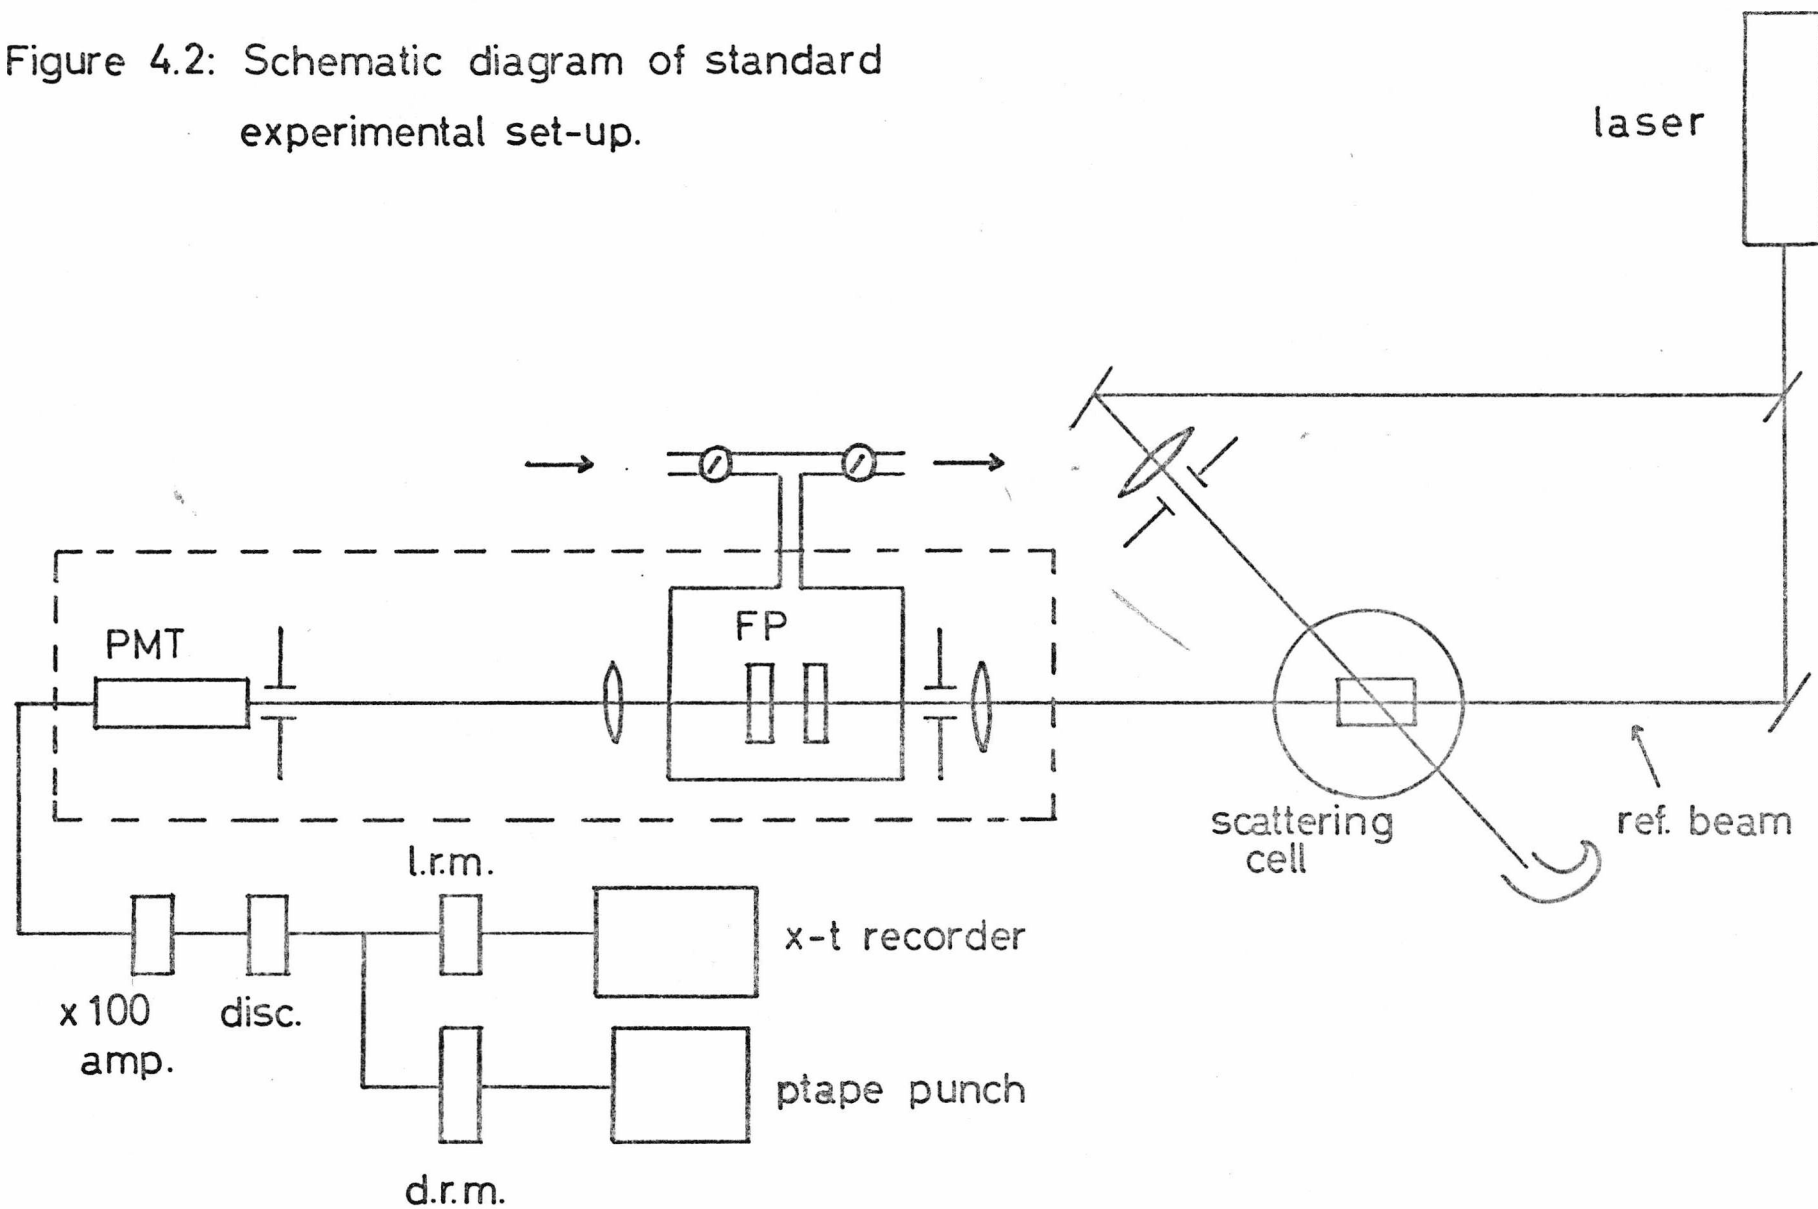 Figure 4.2: Schematic diagram of standard
experimental set-up.
laser
FP
PMT
scattering
cell
ref. beam
l.r.m.
x-t recorder
x100
amp.
disc.
ptape punch
d.r.m.